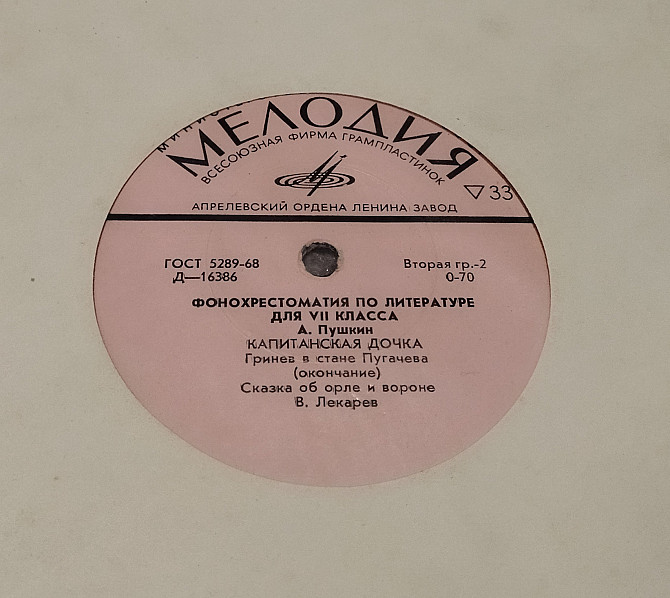 МЕЛОДИЯ
ВСЕСОЮЗНАЯ ФИРМА ГРАМПЛАСТИНОК
33
АПРЕЛЕВСКИЙ ОРДЕНА ЛЕНИНА ЗАВОД
ГОСТ 5289-68 Вторая гр.-2
Д—16386 0-70
ФОНОХРЕСТОМАТИЯ ПО ЛИТЕРАТУРЕ
ДЛЯ VII КЛАССА
А. Пушкин
КАПИТАНСКАЯ ДОЧКА
Гринев в стане Пугачева
(окончание)
Сказка об орле и вороне
В. Лекарев